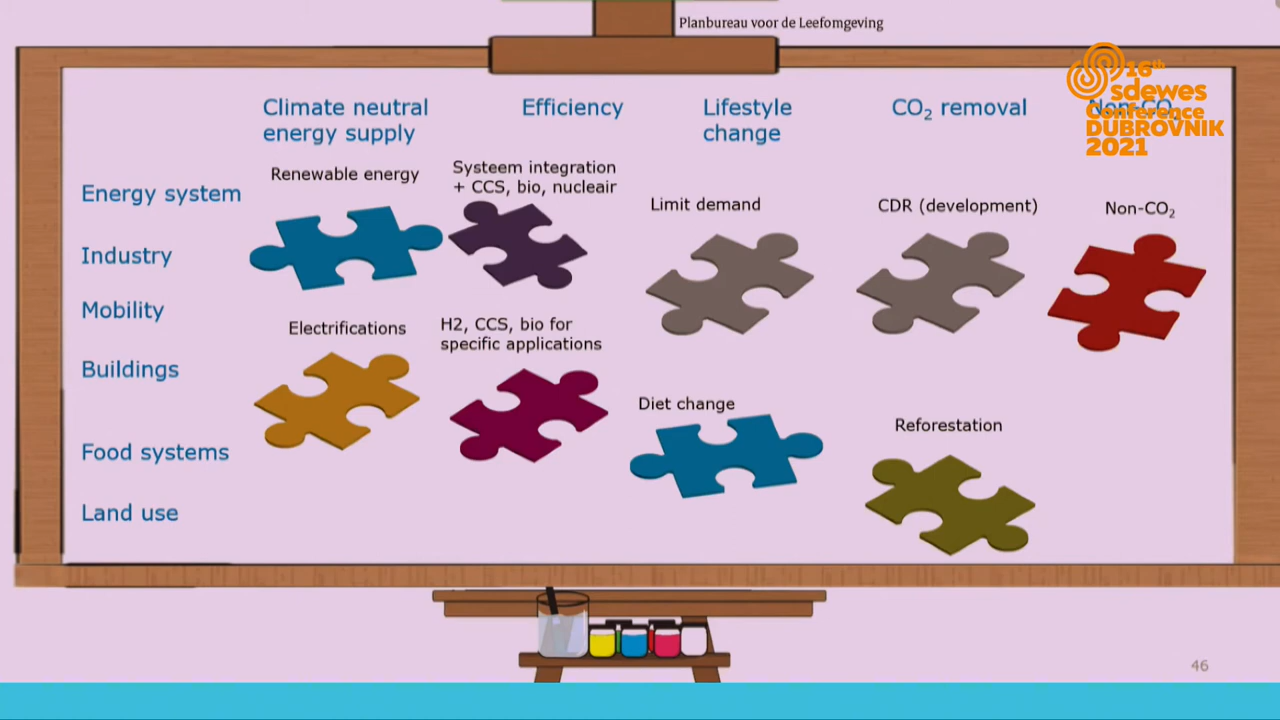 Planbureau voor de Leefomgeving
16th
sdewes
Conference
DUBROVNIK
2021
Climate neutral
energy supply
Efficiency
Lifestyle
change
CO₂ removal
Non-CO₂
Renewable energy
Systeem integration
+ CCS, bio, nucleair
Energy system
Limit demand
CDR (development)
Non-CO₂
Industry
Mobility
Electrifications
H2, CCS, bio for
specific applications
Buildings
Diet change
Reforestation
Food systems
Land use
46